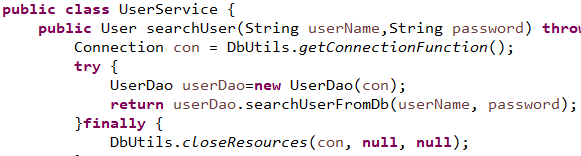 public class UserService {
public User searchUser(String userName,String password) throw
Connection con = DbUtils.getConnectionFunction();
try {
UserDao userDao=new UserDao(con);
return userDao.searchUserFromDb(userName, password);
}finally {
DbUtils.closeResources(con, null, null);